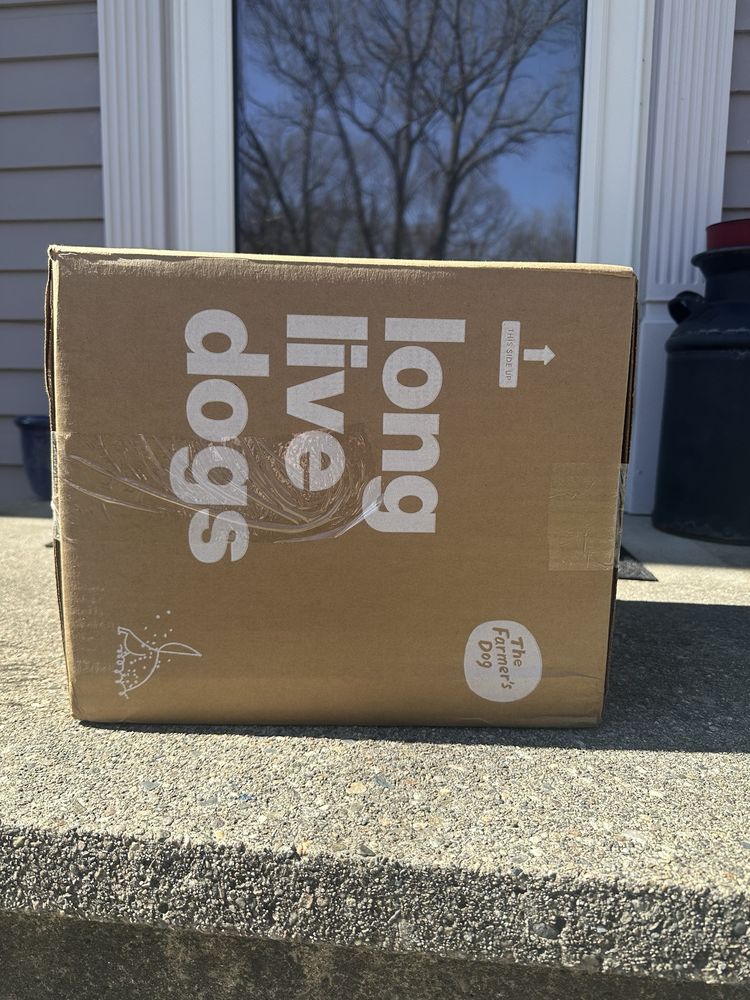 THIS SIDE UP
long
live
dogs
The
Farmer's
Dog